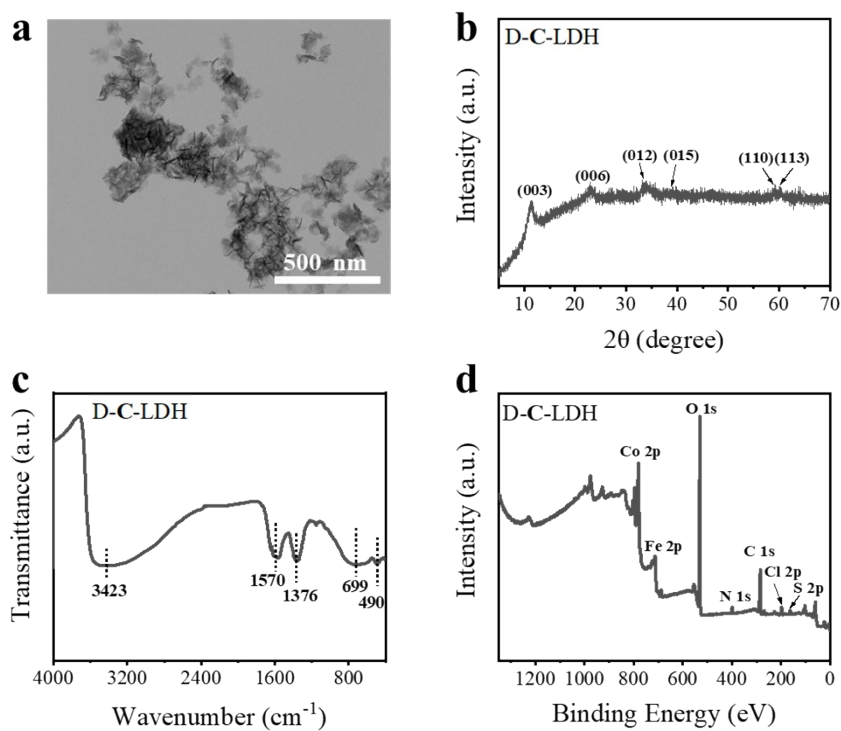 a
500 nm
b
D-C-LDH
(003)
(006)
(012)
(015)
(110)(113)
Intensity (a.u.)
10 20 30 40 50 60 70
2θ (degree)
c
D-C-LDH
3423
1570
1376
699
490
Transmittance (a.u.)
4000 3200 2400 1600 800
Wavenumber (cm⁻¹)
d
D-C-LDH
O 1s
Co 2p
Fe 2p
C 1s
Cl 2p
N 1s
S 2p
Intensity (a.u.)
1200 1000 800 600 400 200 0
Binding Energy (eV)